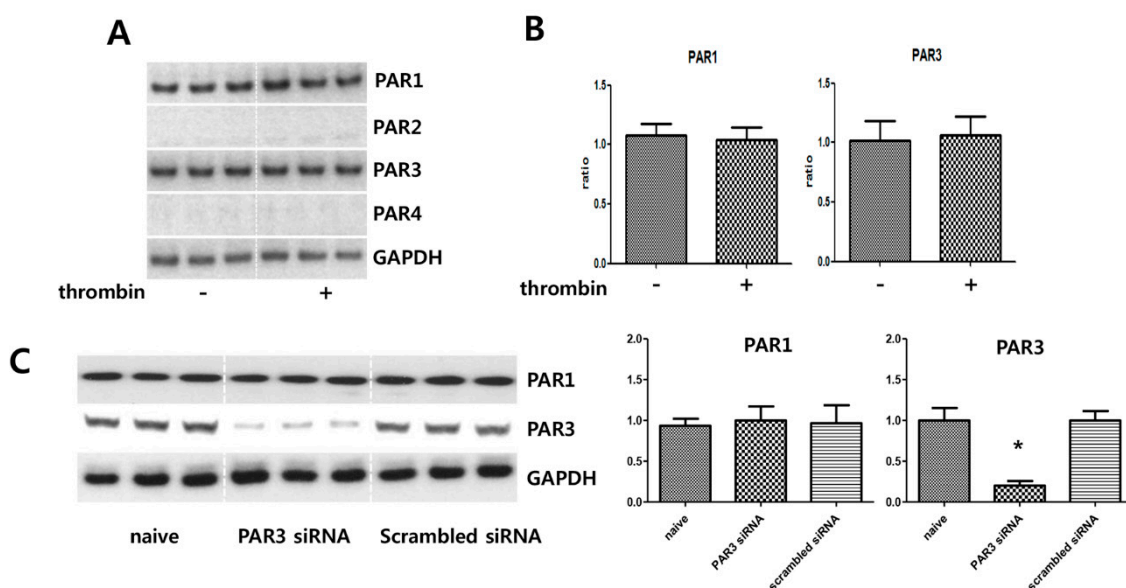 A
PAR1
PAR2
PAR3
PAR4
GAPDH
thrombin - +
B
PAR1
1.5
1.0
0.5
0.0
ratio
- +
thrombin
PAR3
1.5
1.0
0.5
0.0
ratio
- +
C
PAR1
PAR3
GAPDH
naive PAR3 siRNA Scrambled siRNA
PAR1
2.0
1.5
1.0
0.5
0.0
naive
PAR3 siRNA
scrambled siRNA
PAR3
2.0
1.5
1.0
0.5
0.0
*
naive
PAR3 siRNA
scrambled siRNA